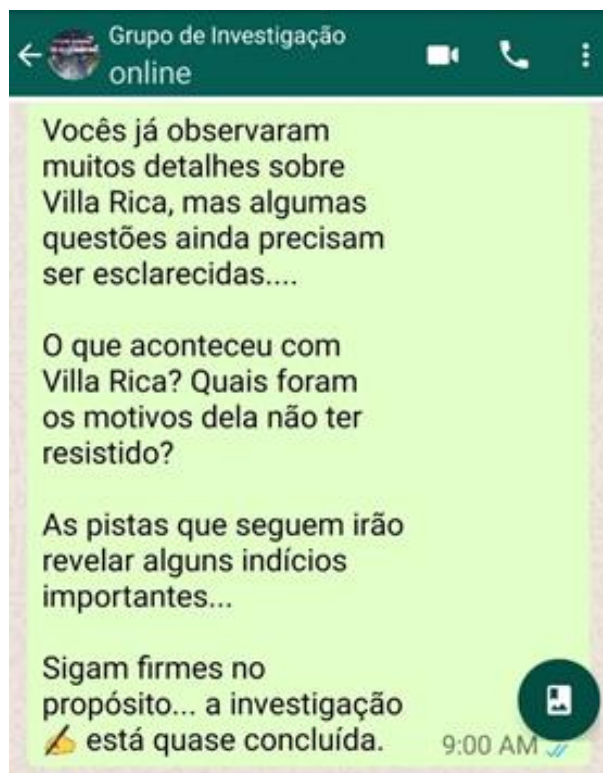 Grupo de Investigação
online
Vocês já observaram
muitos detalhes sobre
Villa Rica, mas algumas
questões ainda precisam
ser esclarecidas....
O que aconteceu com
Villa Rica? Quais foram
os motivos dela não ter
resistido?
As pistas que seguem irão
revelar alguns indícios
importantes...
Sigam firmes no
propósito... a investigação
✍ está quase concluída.
9:00 AM